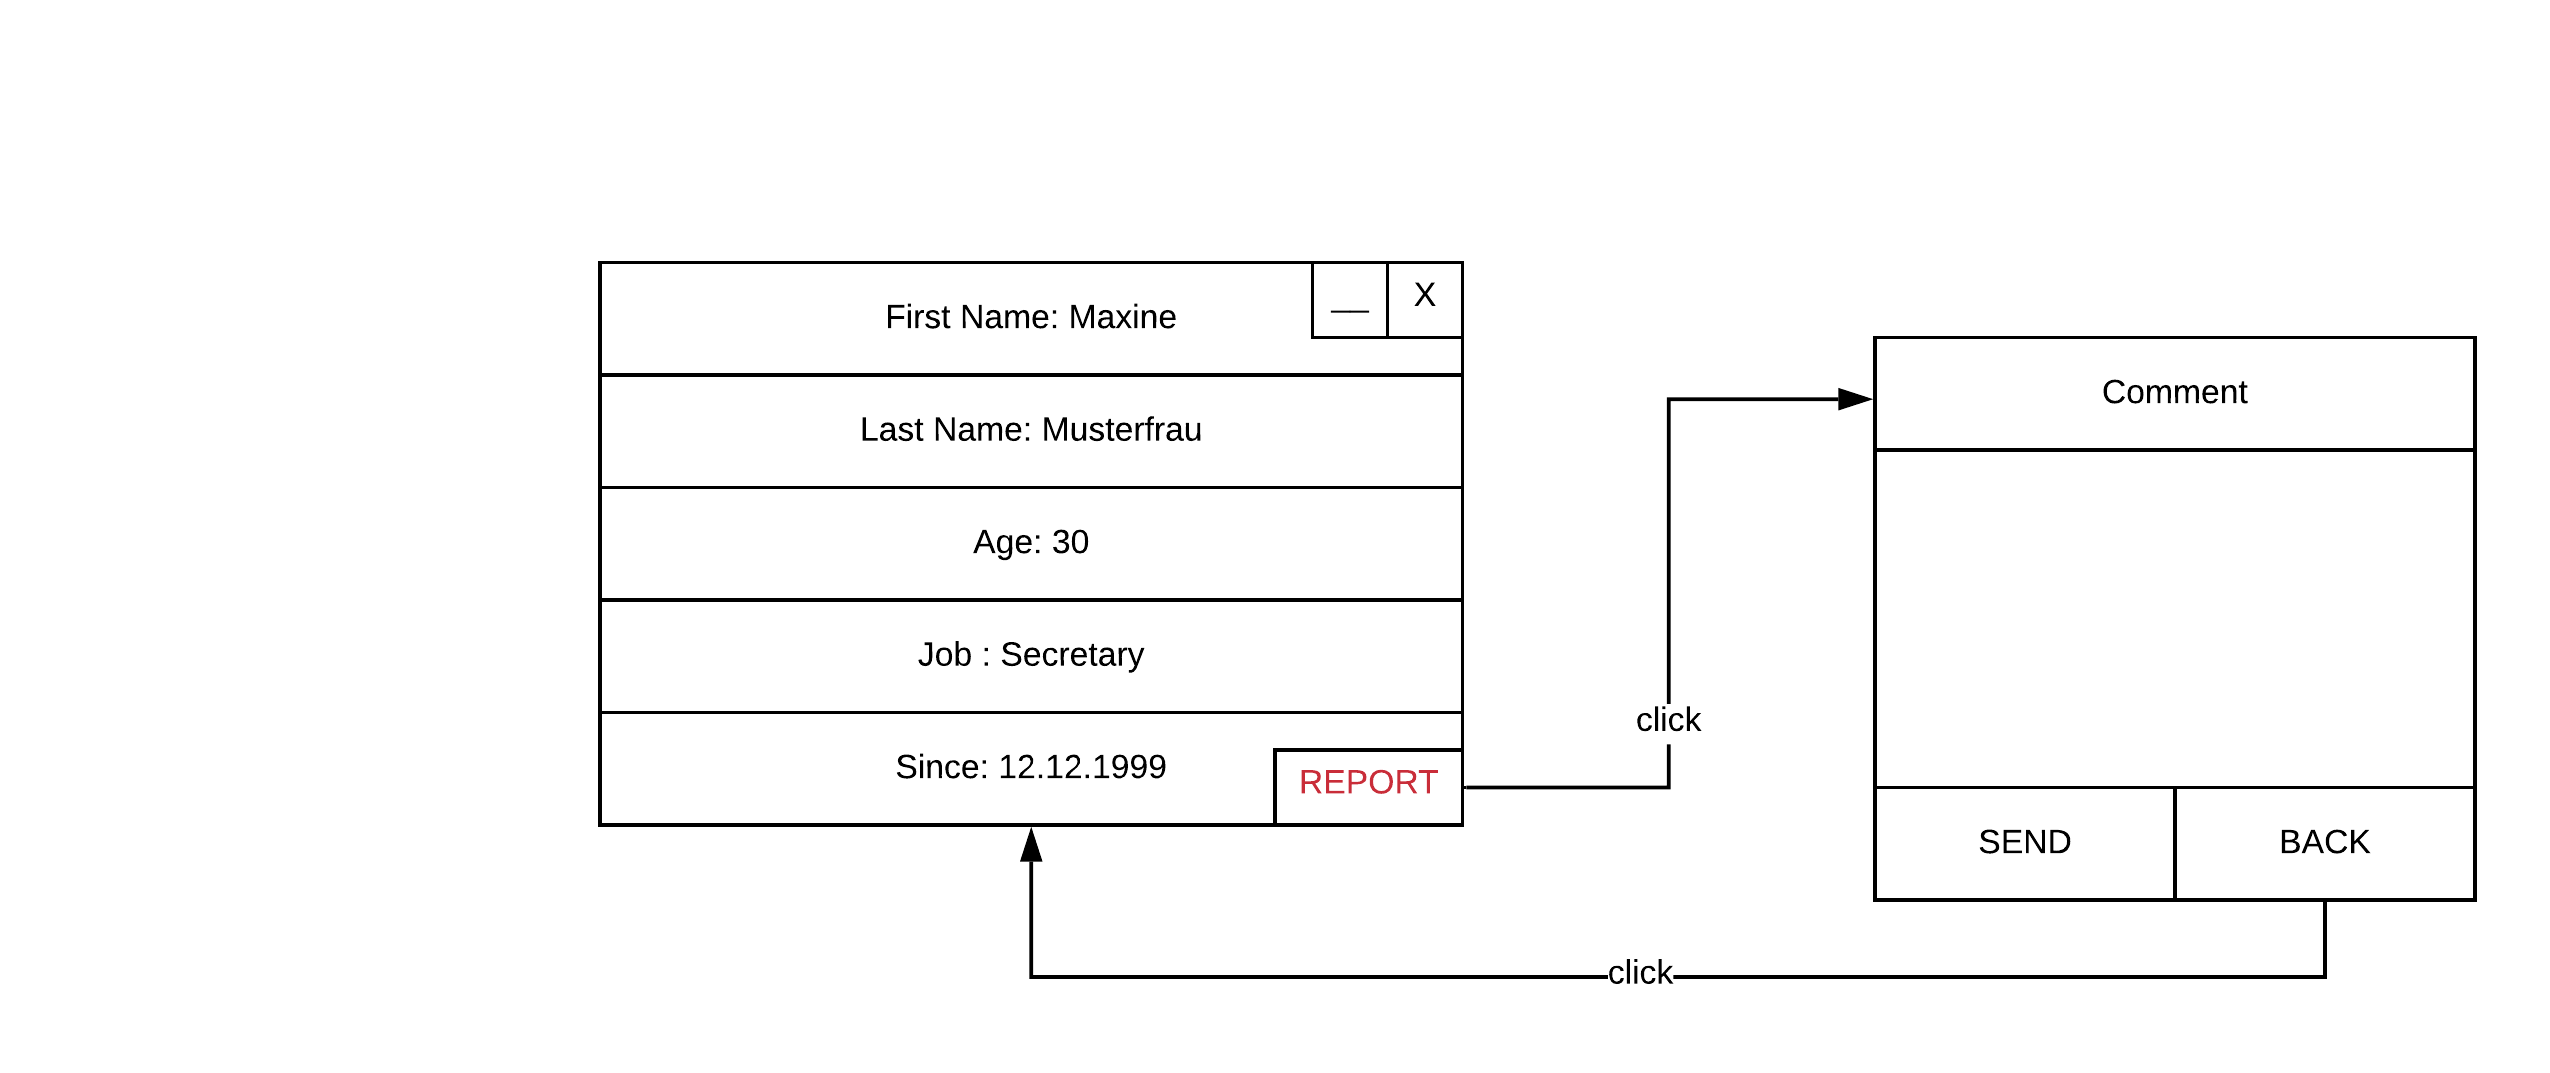 First Name: Maxine
__
X
Last Name: Musterfrau
Age: 30
Job : Secretary
Since: 12.12.1999
REPORT
click
Comment
SEND
BACK
click